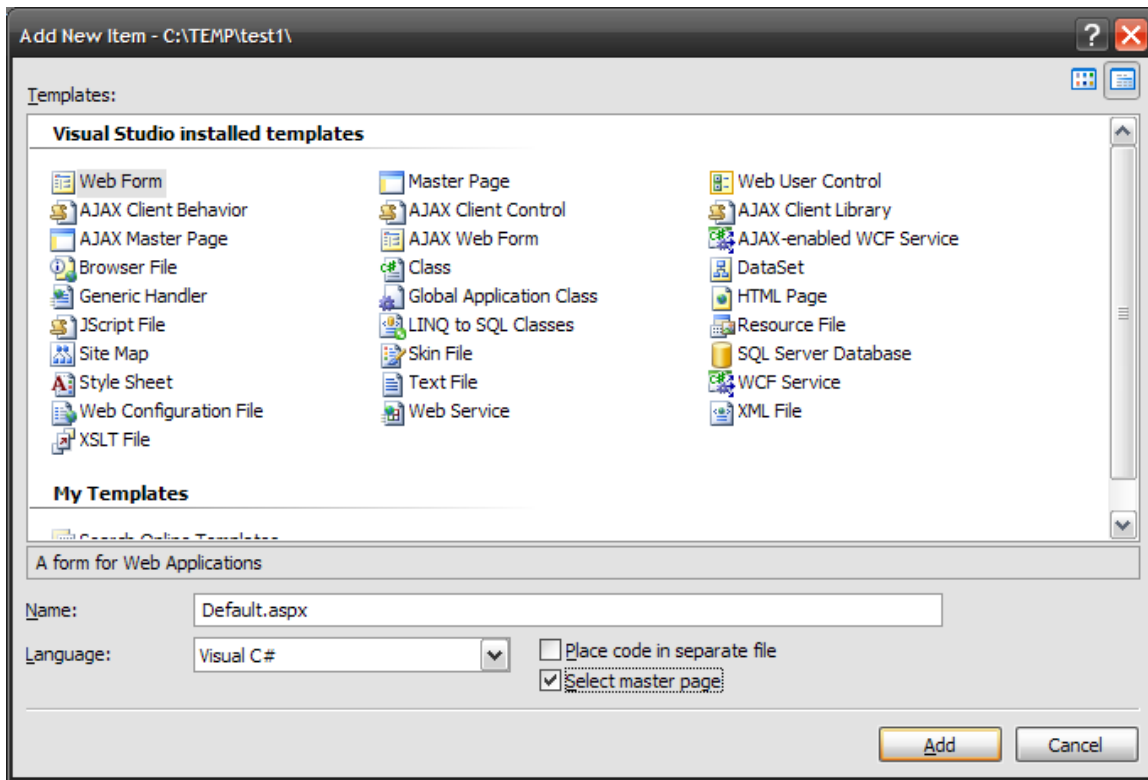 Add New Item - C:\TEMP\test1\
Templates:
Visual Studio installed templates
Web Form Master Page Web User Control
AJAX Client Behavior AJAX Client Control AJAX Client Library
AJAX Master Page AJAX Web Form AJAX-enabled WCF Service
Browser File Class DataSet
Generic Handler Global Application Class HTML Page
JScript File LINQ to SQL Classes Resource File
Site Map Skin File SQL Server Database
Style Sheet Text File WCF Service
Web Configuration File Web Service XML File
XSLT File
My Templates
Search Online Templates
A form for Web Applications
Name: Default.aspx
Language: Visual C# Place code in separate file
Select master page
Add Cancel